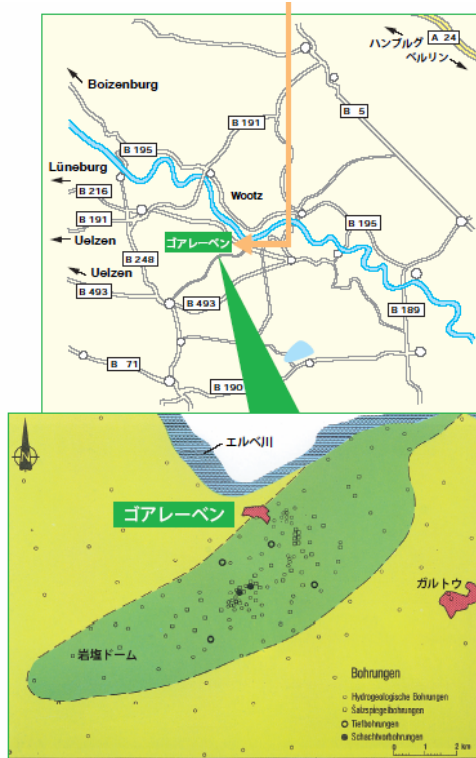 A 24
ハンブルグ
ベルリン
Boizenburg
B 5
B 191
B 195
Lüneburg
B 216
Wootz
B 191
B 195
ゴアレーベン
Uelzen
B 248
Uelzen
B 493
B 493
B 189
B 71
B 190
N
エルベ川
ゴアレーベン
ガルトウ
岩塩ドーム
Bohrungen
Hydrogeologische Bohrungen
Salzspiegelbohrungen
Tiefbohrungen
Schachtvorbohrungen
0 1 2 km